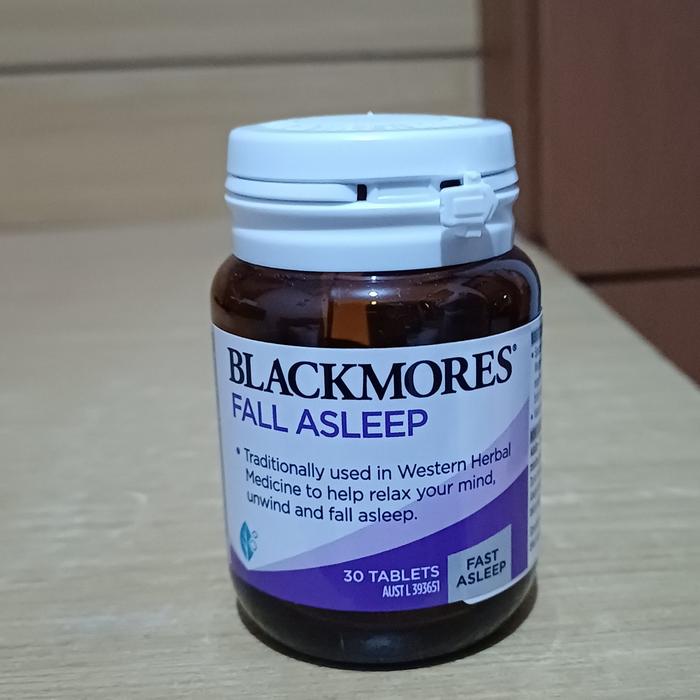 BLACKMORES®
FALL ASLEEP
• Traditionally used in Western Herbal
Medicine to help relax your mind,
unwind and fall asleep.
30 TABLETS
AUST L 393651
FAST
ASLEEP